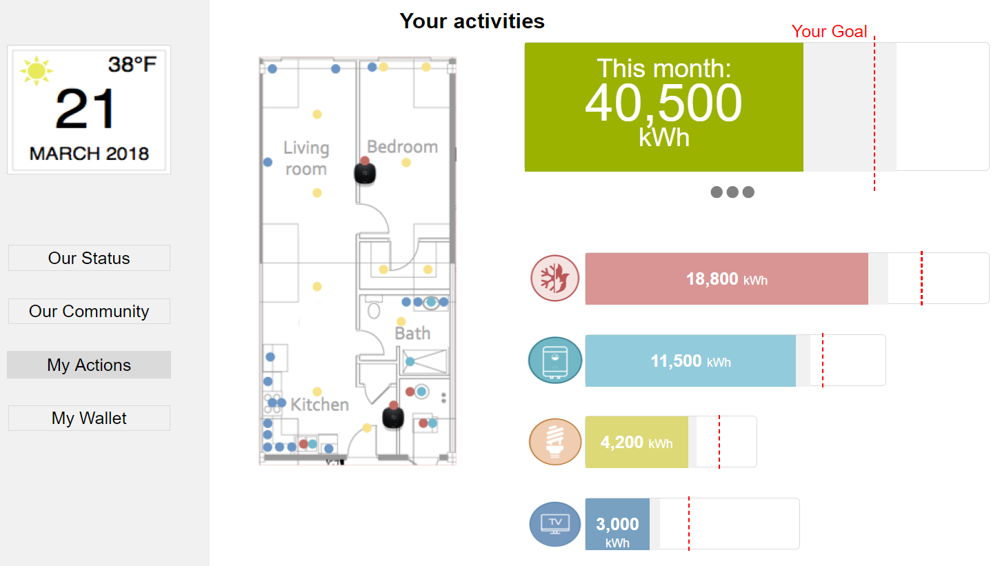 Your activities
Your Goal
38°F
21
MARCH 2018
Our Status
Our Community
My Actions
My Wallet
Living
room
Bedroom
Bath
Kitchen
This month:
40,500
kWh
18,800 kWh
11,500 kWh
4,200 kWh
TV
3,000
kWh